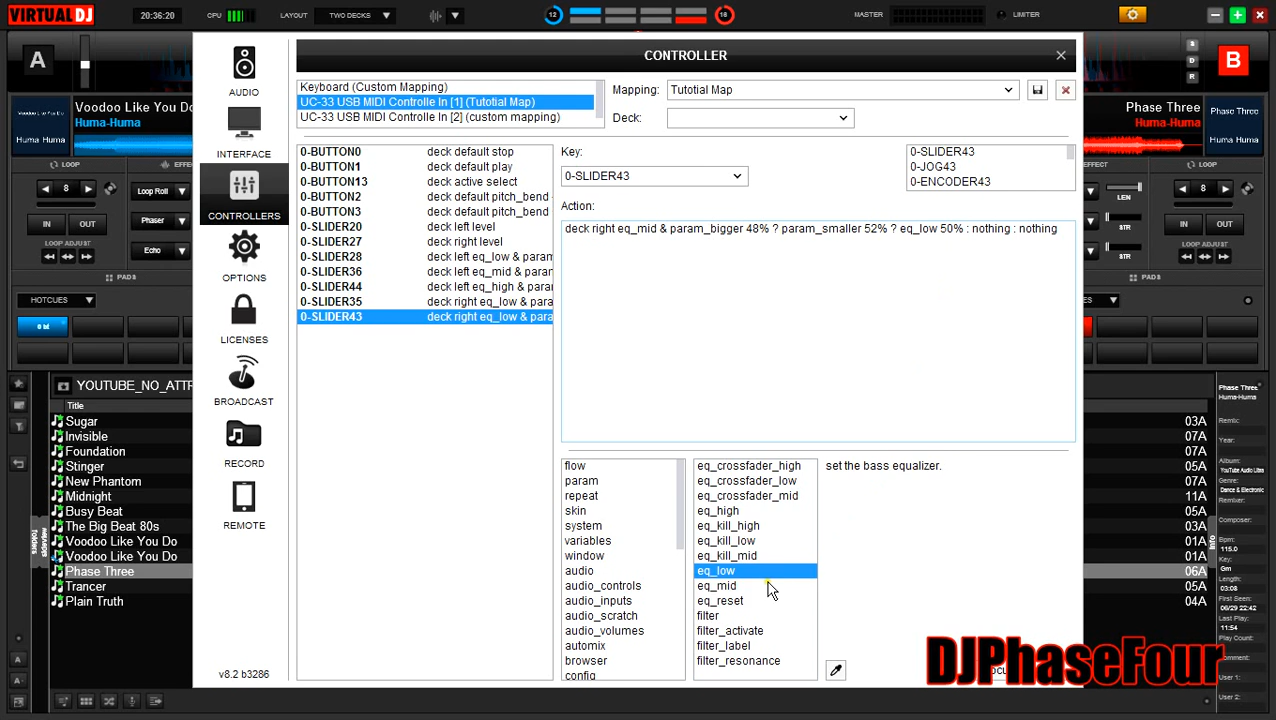 VIRTUAL DJ
20:36:20
CPU
LAYOUT
TWO DECKS
12
16
MASTER
LIMITER
A
CONTROLLER
S
D
R
B
AUDIO
INTERFACE
CONTROLLERS
OPTIONS
LICENSES
BROADCAST
RECORD
REMOTE
v8.2 b3286
Keyboard (Custom Mapping)
UC-33 USB MIDI Controlle In [1] (Tutotial Map)
UC-33 USB MIDI Controlle In [2] (custom mapping)
Mapping:
Tutotial Map
Deck:
Voodoo Like You Do
Huma-Huma
Huma Huma
Phase Three
Huma-Huma
Phase Three
Huma Huma
LOOP
EFFE
8
Loop Roll
IN
OUT
Phaser
LOOP ADJUST
Echo
PADS
HOTCUES
EFFECT
LOOP
LEN
8
STR
IN
OUT
STR
LOOP ADJUST
PADS
0-BUTTON0 deck default stop
0-BUTTON1 deck default play
0-BUTTON13 deck active select
0-BUTTON2 deck default pitch_bend
0-BUTTON3 deck default pitch_bend
0-SLIDER20 deck left level
0-SLIDER27 deck right level
0-SLIDER28 deck left eq_low & param
0-SLIDER36 deck left eq_mid & param
0-SLIDER44 deck left eq_high & param
0-SLIDER35 deck right eq_low & para
0-SLIDER43 deck right eq_low & para
Key:
0-SLIDER43
0-SLIDER43
0-JOG43
0-ENCODER43
Action:
deck right eq_mid & param_bigger 48% ? param_smaller 52% ? eq_low 50% : nothing : nothing
flow
param
repeat
skin
system
variables
window
audio
audio_controls
audio_inputs
audio_scratch
audio_volumes
automix
browser
config
eq_crossfader_high
eq_crossfader_low
eq_crossfader_mid
eq_high
eq_kill_high
eq_kill_low
eq_kill_mid
eq_low
eq_mid
eq_reset
filter
filter_activate
filter_label
filter_resonance
set the bass equalizer.
YOUTUBE_NO_ATTR
Title
Sugar
Invisible
Foundation
Stinger
New Phantom
Midnight
Busy Beat
The Big Beat 80s
Voodoo Like You Do
Voodoo Like You Do
Phase Three
Trancer
Plain Truth
folders
03A
07A
05A
05A
07A
11A
05A
03A
01A
01A
06A
05A
04A
Info
Phase Three
Huma-Huma
Remix:
Year:
Album:
YouTube Audio Libra
Genre:
Dance & Electronic
Composer:
Bpm:
115.0
Key:
Gm
Length:
03:08
First Seen:
06/29 22:42
Last Play:
11:54
Play Count:
Comment:
User 1:
User 2:
DJPhaseFour